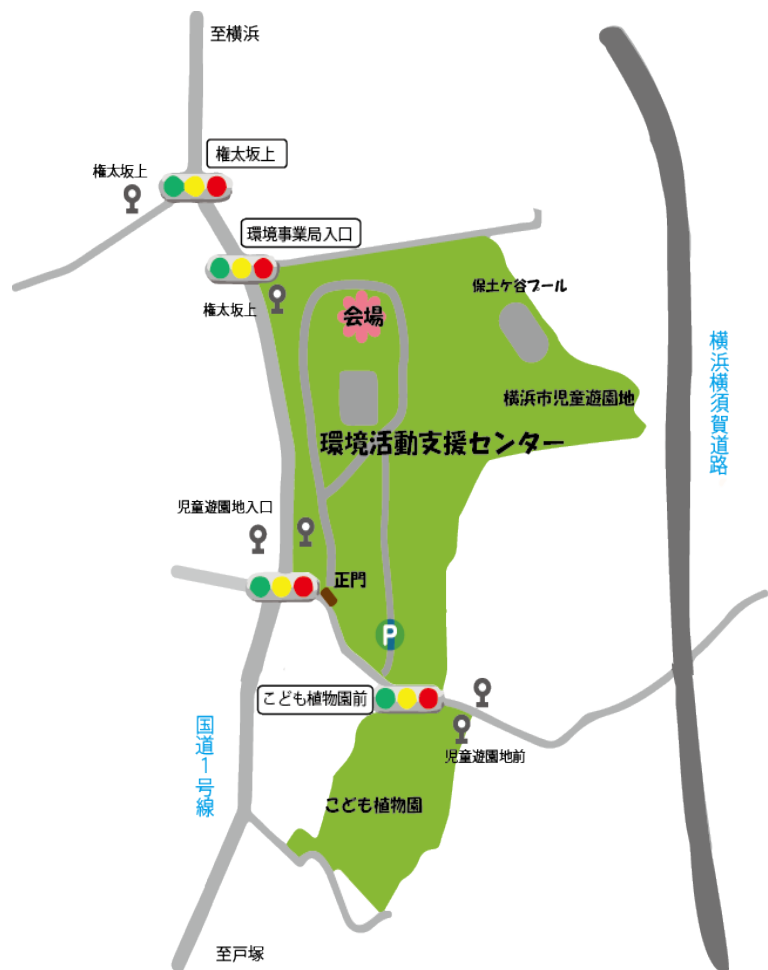 至横浜
権太坂上
権太坂上
環境事業局入口
保土ケ谷プール
権太坂上
会場
横浜横須賀道路
横浜市児童遊園地
環境活動支援センター
児童遊園地入口
正門
P
こども植物園前
国道1号線
児童遊園地前
こども植物園
至戸塚